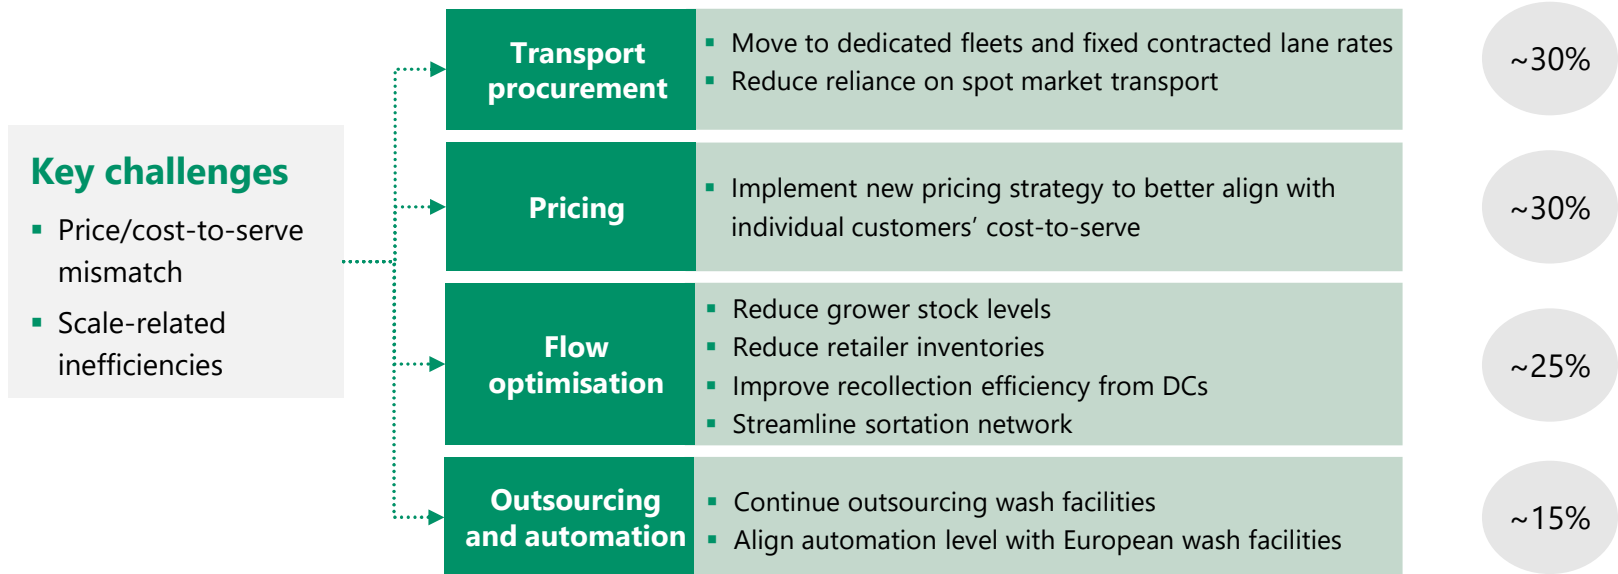 Key challenges
▪ Price/cost-to-serve
mismatch
▪ Scale-related
inefficiencies
Transport
procurement
▪ Move to dedicated fleets and fixed contracted lane rates
▪ Reduce reliance on spot market transport
~30%
Pricing
▪ Implement new pricing strategy to better align with
individual customers’ cost-to-serve
~30%
Flow
optimisation
▪ Reduce grower stock levels
▪ Reduce retailer inventories
▪ Improve recollection efficiency from DCs
▪ Streamline sortation network
~25%
Outsourcing
and automation
▪ Continue outsourcing wash facilities
▪ Align automation level with European wash facilities
~15%